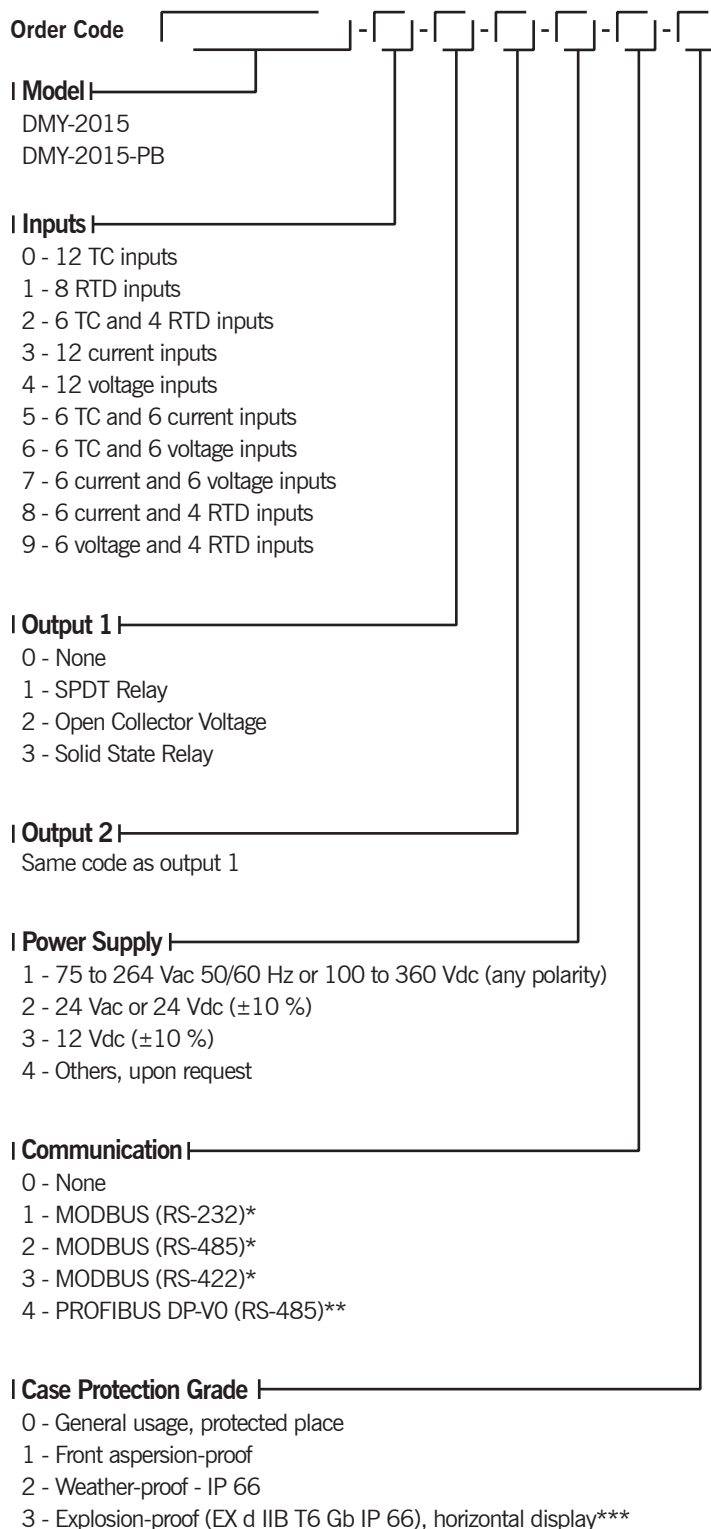 Order Code - - - - - -
Model
DMY-2015
DMY-2015-PB
Inputs
0 - 12 TC inputs
1 - 8 RTD inputs
2 - 6 TC and 4 RTD inputs
3 - 12 current inputs
4 - 12 voltage inputs
5 - 6 TC and 6 current inputs
6 - 6 TC and 6 voltage inputs
7 - 6 current and 6 voltage inputs
8 - 6 current and 4 RTD inputs
9 - 6 voltage and 4 RTD inputs
Output 1
0 - None
1 - SPDT Relay
2 - Open Collector Voltage
3 - Solid State Relay
Output 2
Same code as output 1
Power Supply
1 - 75 to 264 Vac 50/60 Hz or 100 to 360 Vdc (any polarity)
2 - 24 Vac or 24 Vdc (±10 %)
3 - 12 Vdc (±10 %)
4 - Others, upon request
Communication
0 - None
1 - MODBUS (RS-232)*
2 - MODBUS (RS-485)*
3 - MODBUS (RS-422)*
4 - PROFIBUS DP-V0 (RS-485)**
Case Protection Grade
0 - General usage, protected place
1 - Front aspersion-proof
2 - Weather-proof - IP 66
3 - Explosion-proof (EX d IIB T6 Gb IP 66), horizontal display***